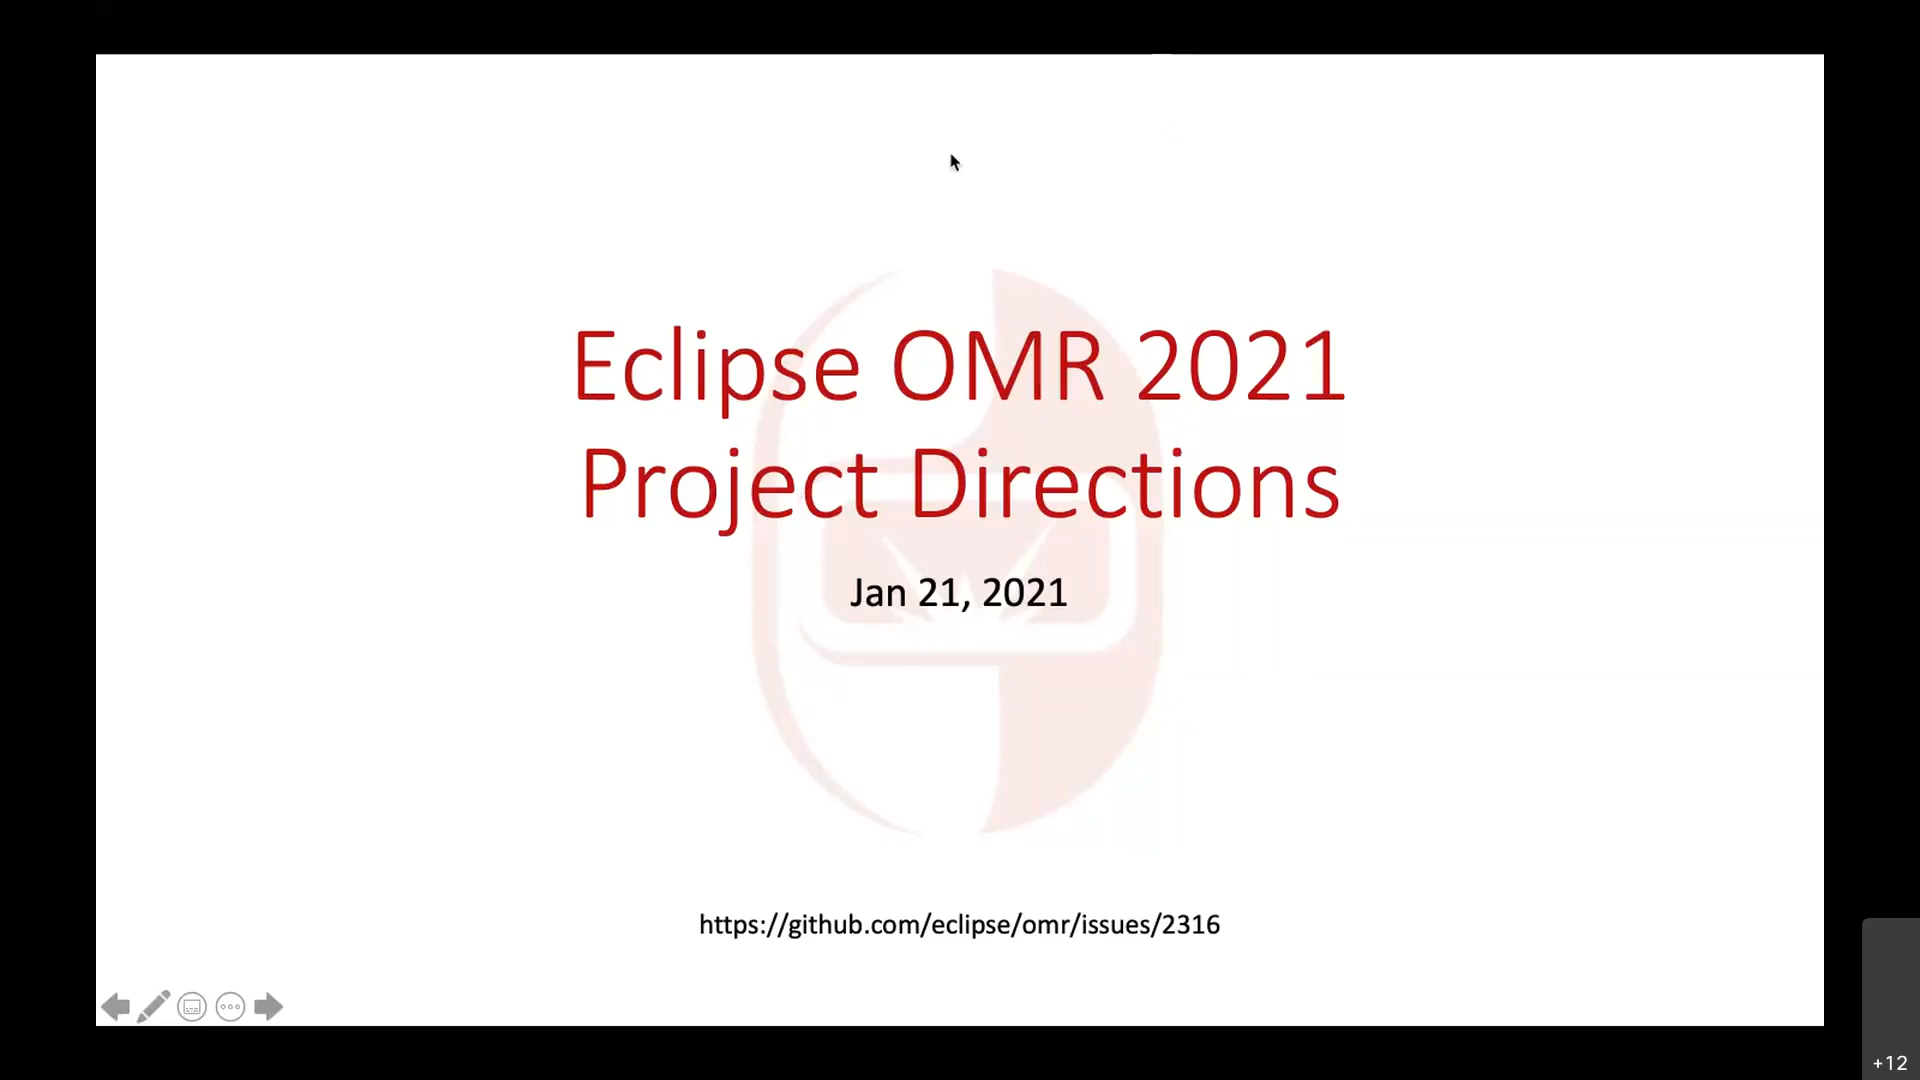 Eclipse OMR 2021
Project Directions
Jan 21, 2021
https://github.com/eclipse/omr/issues/2316
+12